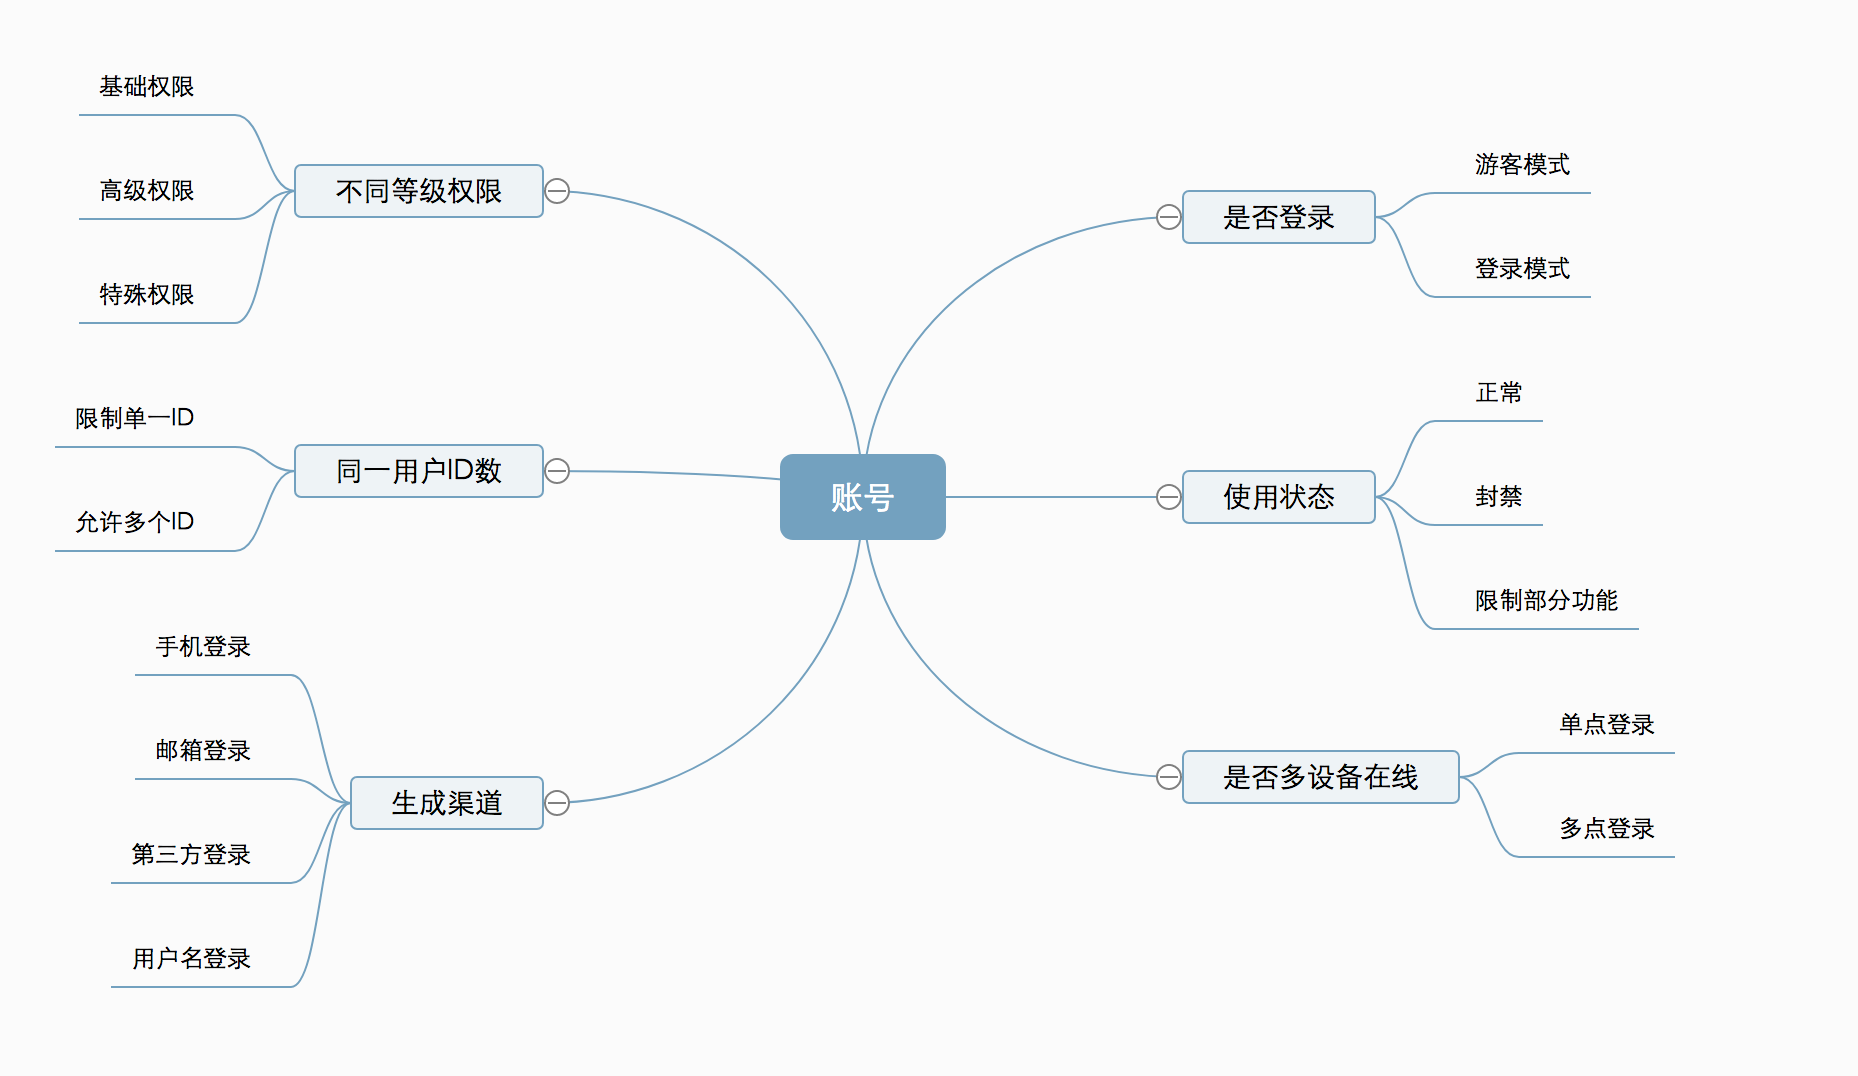 账号
不同等级权限
基础权限
高级权限
特殊权限
同一用户ID数
限制单一ID
允许多个ID
生成渠道
手机登录
邮箱登录
第三方登录
用户名登录
是否登录
游客模式
登录模式
使用状态
正常
封禁
限制部分功能
是否多设备在线
单点登录
多点登录